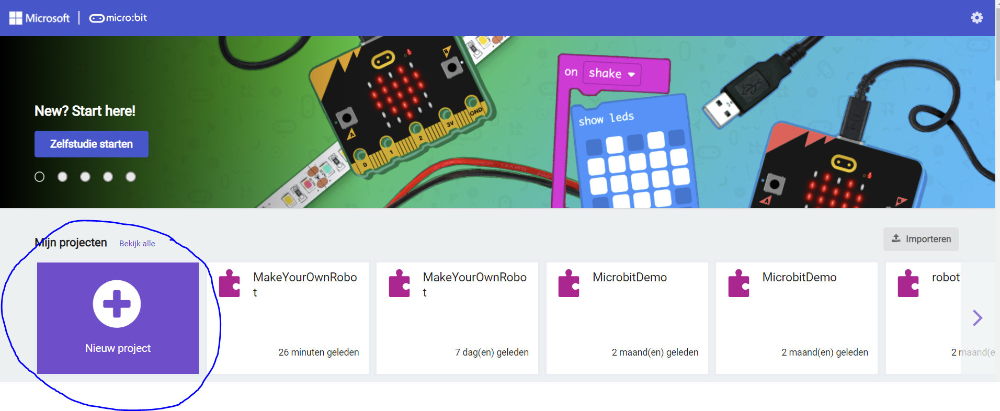 Microsoft | micro:bit
New? Start here!
Zelfstudie starten
A
B
0
1
2
3V
GND
on shake
show leds
14AWG
A
B
Mijn projecten Bekijk alle
Importeren
Nieuw project
MakeYourOwnRobo
t
26 minuten geleden
MakeYourOwnRobo
t
7 dag(en) geleden
MicrobitDemo
2 maand(en) geleden
MicrobitDemo
2 maand(en) geleden
robot
2 maand(e